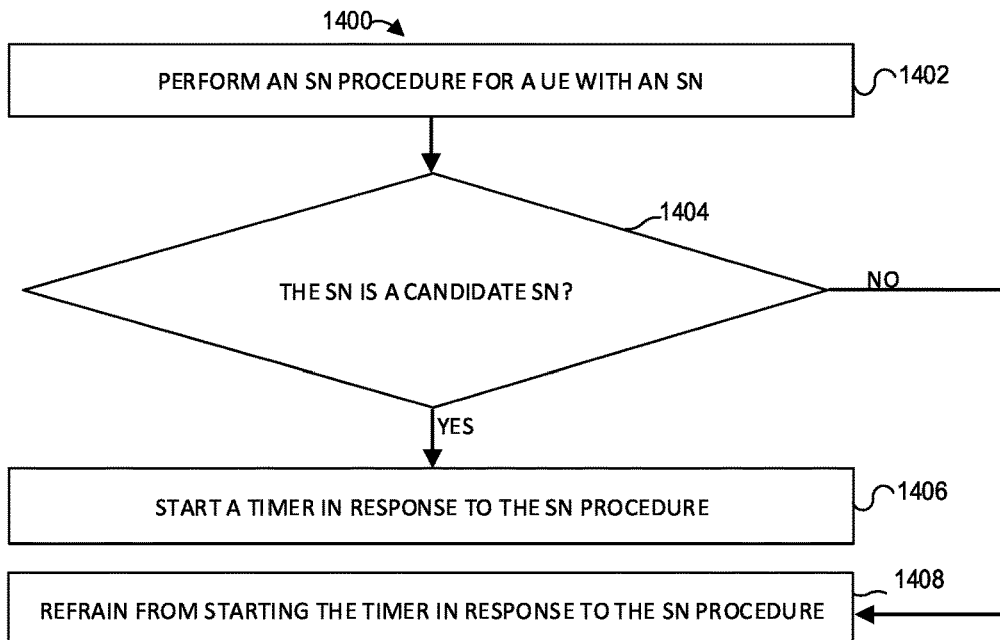 1400
PERFORM AN SN PROCEDURE FOR A UE WITH AN SN
1402
1404
THE SN IS A CANDIDATE SN?
NO
YES
START A TIMER IN RESPONSE TO THE SN PROCEDURE
1406
1408
REFRAIN FROM STARTING THE TIMER IN RESPONSE TO THE SN PROCEDURE